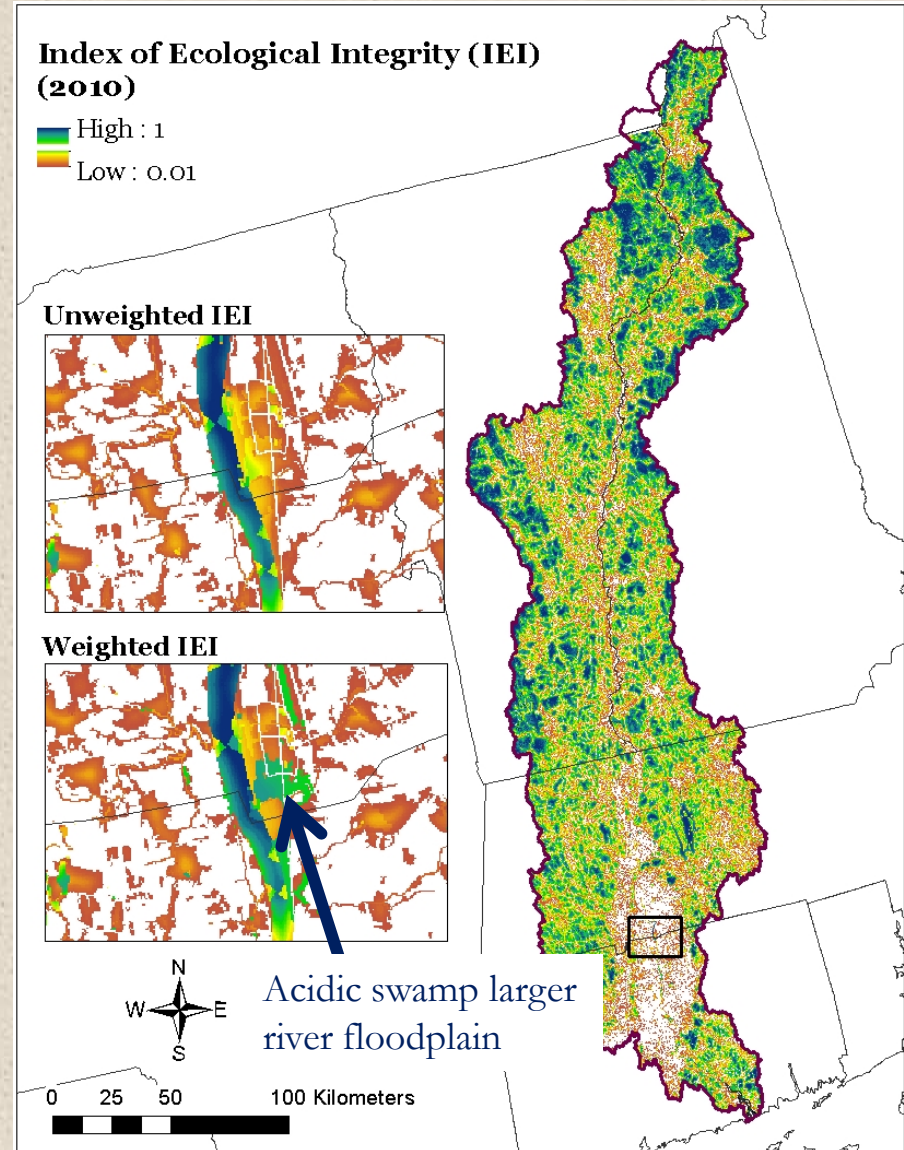 Index of Ecological Integrity (IEI)
(2010)
High : 1
Low : 0.01
Unweighted IEI
Weighted IEI
N
W E
S
Acidic swamp larger
river floodplain
0 25 50 100 Kilometers